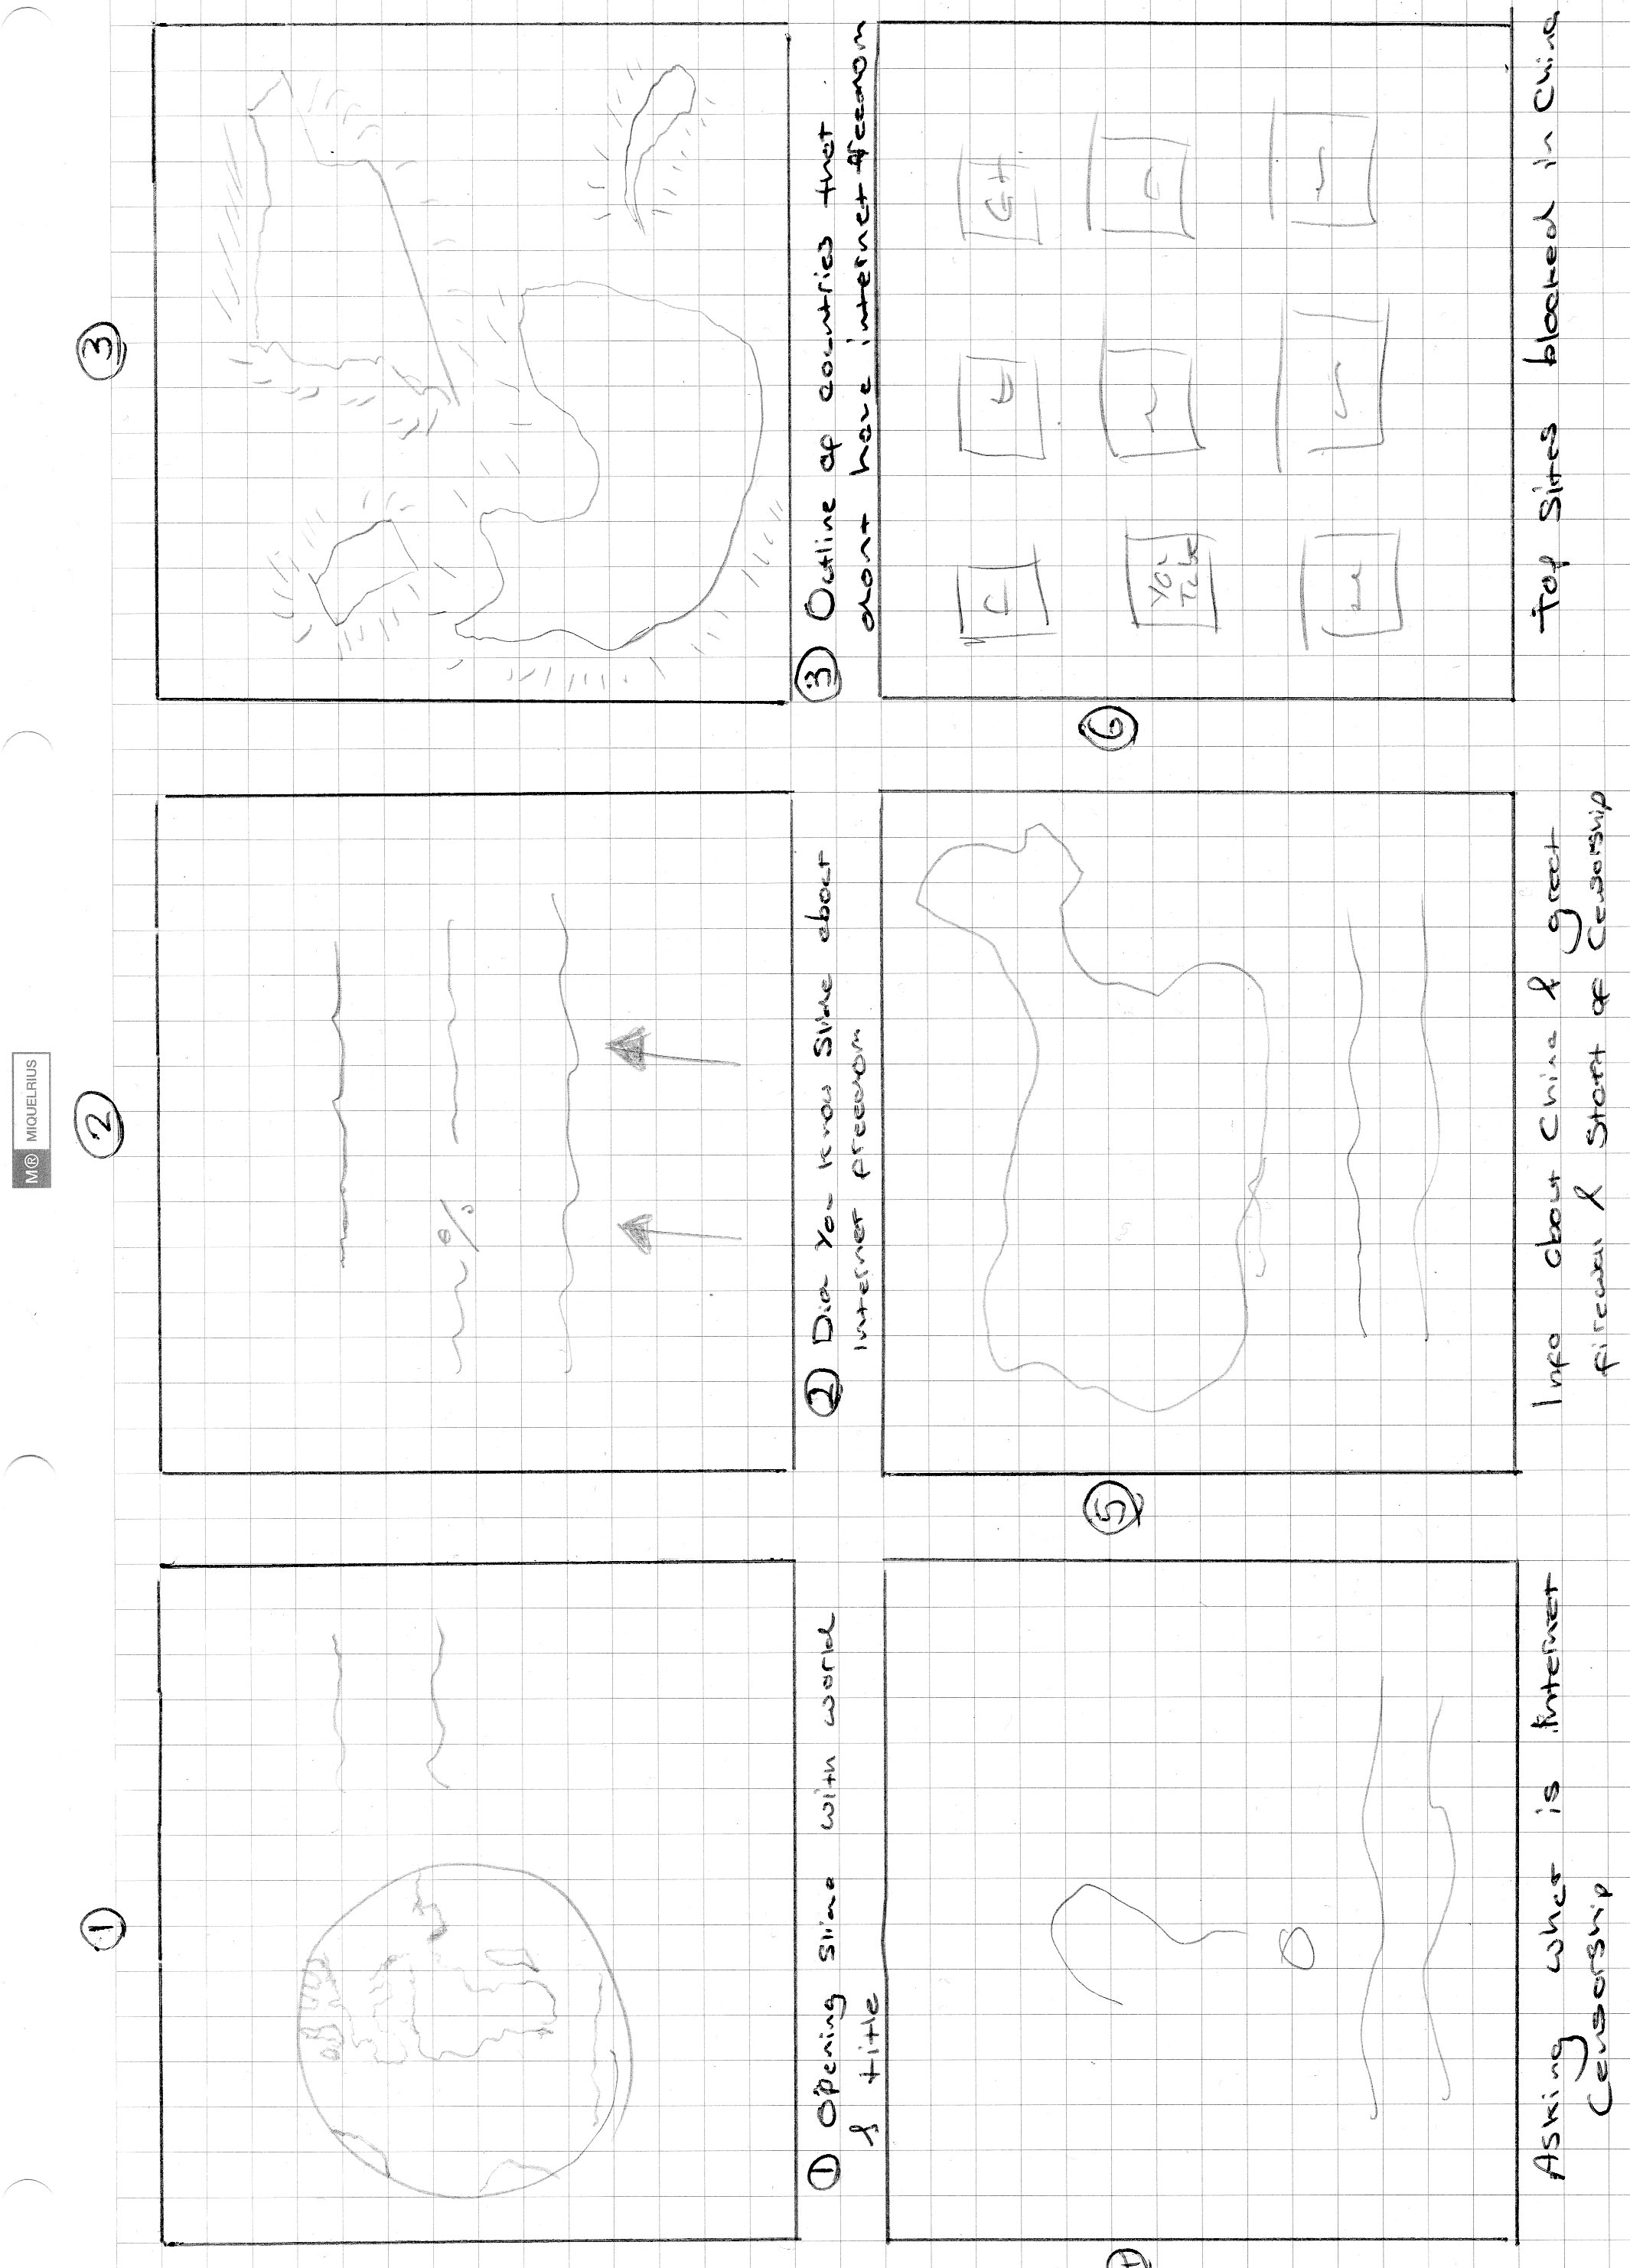 M® MIQUELRIUS
①
②
③
%
① Opening slide with world
& title
② Did You Know Slide about
internet freedom
③ Outline of countries that
dont have internet freedom
⑤
⑥
G+
t
You
Tube
Asking what is internet
Censorship
Info about China & great
firewall & Start of Censorship
Top Sites blocked in China